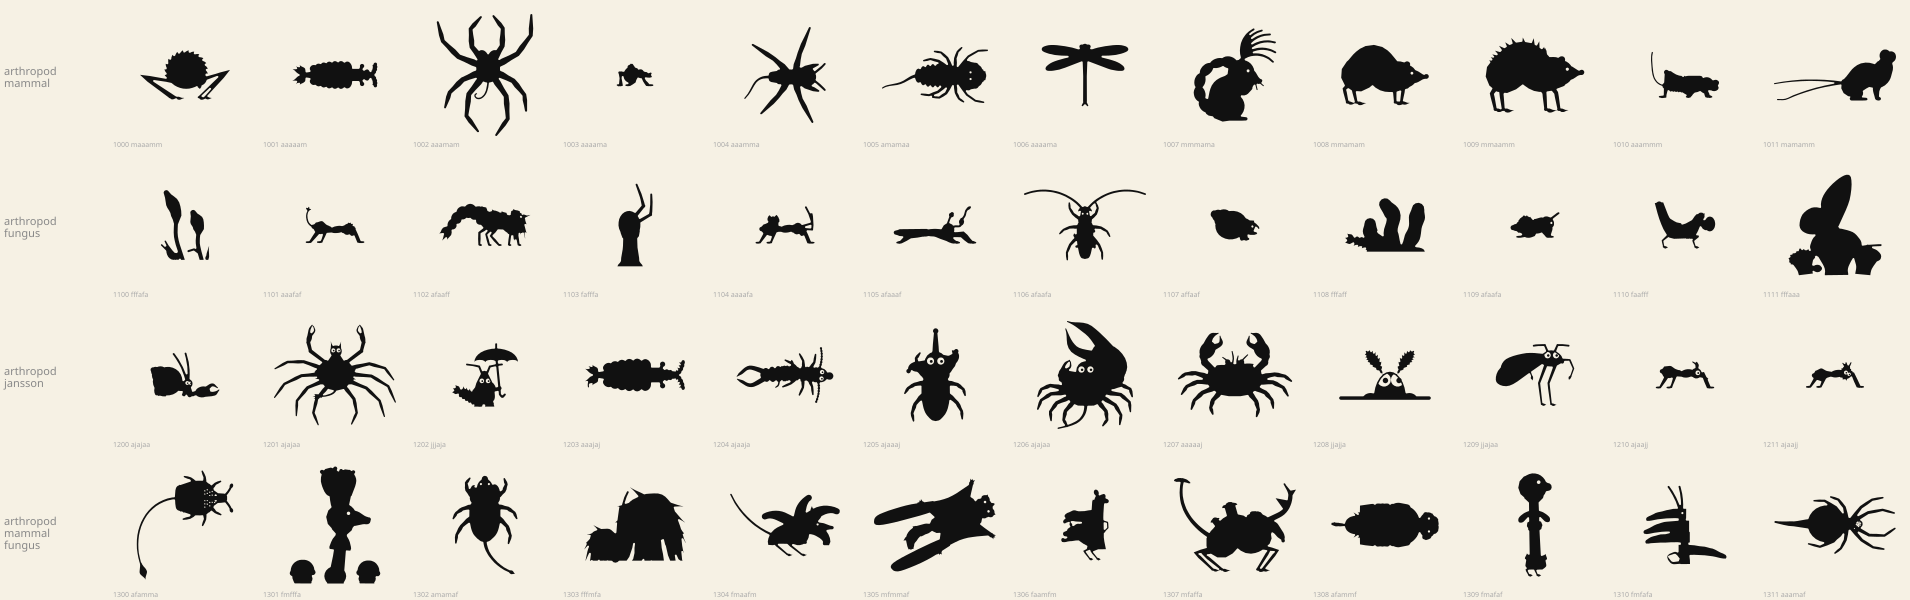 arthropod
mammal
1000 maaamm
1001 aaaaam
1002 aaamam
1003 aaaama
1004 aaamma
1005 amamaa
1006 aaaama
1007 mmmama
1008 mmamam
1009 mmaamm
1010 aaammm
1011 mamamm
arthropod
fungus
1100 fffafa
1101 aaafaf
1102 afaaff
1103 fafffa
1104 aaaafa
1105 afaaaf
1106 afaafa
1107 affaaf
1108 fffaff
1109 afaafa
1110 faafff
1111 fffaaa
arthropod
jansson
1200 ajajaa
1201 ajajaa
1202 jjjaja
1203 aaajaj
1204 ajaaja
1205 ajaaaj
1206 ajajaa
1207 aaaaaj
1208 jjajja
1209 jjajaa
1210 ajaajj
1211 ajaajj
arthropod
mammal
fungus
1300 afamma
1301 fmfffa
1302 amamaf
1303 fffmfa
1304 fmaafm
1305 mfmmaf
1306 faamfm
1307 mfaffa
1308 afammf
1309 fmafaf
1310 fmfafa
1311 aaamaf